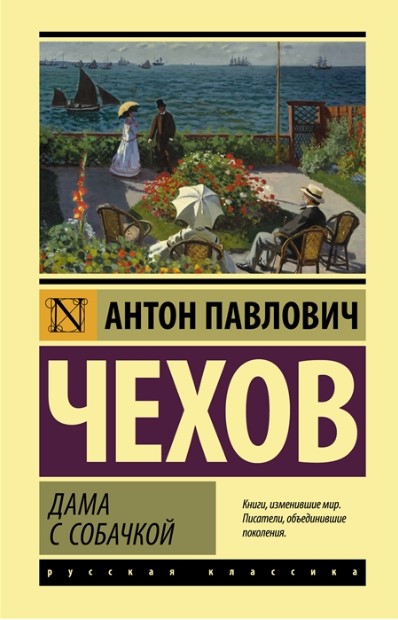 N
АНТОН ПАВЛОВИЧ
ЧЕХОВ
ДАМА
С СОБАЧКОЙ
Книги, изменившие мир.
Писатели, объединившие
поколения.
русская классика